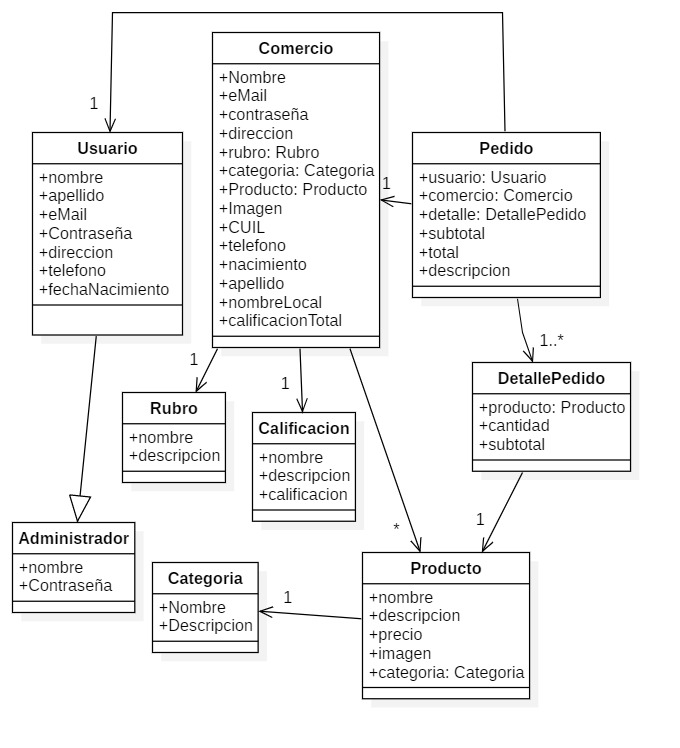 Comercio
+Nombre
+eMail
+contraseña
+direccion
+rubro: Rubro
+categoria: Categoria
+Producto: Producto
+Imagen
+CUIL
+telefono
+nacimiento
+apellido
+nombreLocal
+calificacionTotal
1
Usuario
+nombre
+apellido
+eMail
+Contraseña
+direccion
+telefono
+fechaNacimiento
Pedido
+usuario: Usuario
+comercio: Comercio
+detalle: DetallePedido
+subtotal
+total
+descripcion
1
1..*
1
1
DetallePedido
+producto: Producto
+cantidad
+subtotal
Rubro
+nombre
+descripcion
Calificacion
+nombre
+descripcion
+calificacion
*
1
Administrador
+nombre
+Contraseña
Categoria
+Nombre
+Descripcion
1
Producto
+nombre
+descripcion
+precio
+imagen
+categoria: Categoria